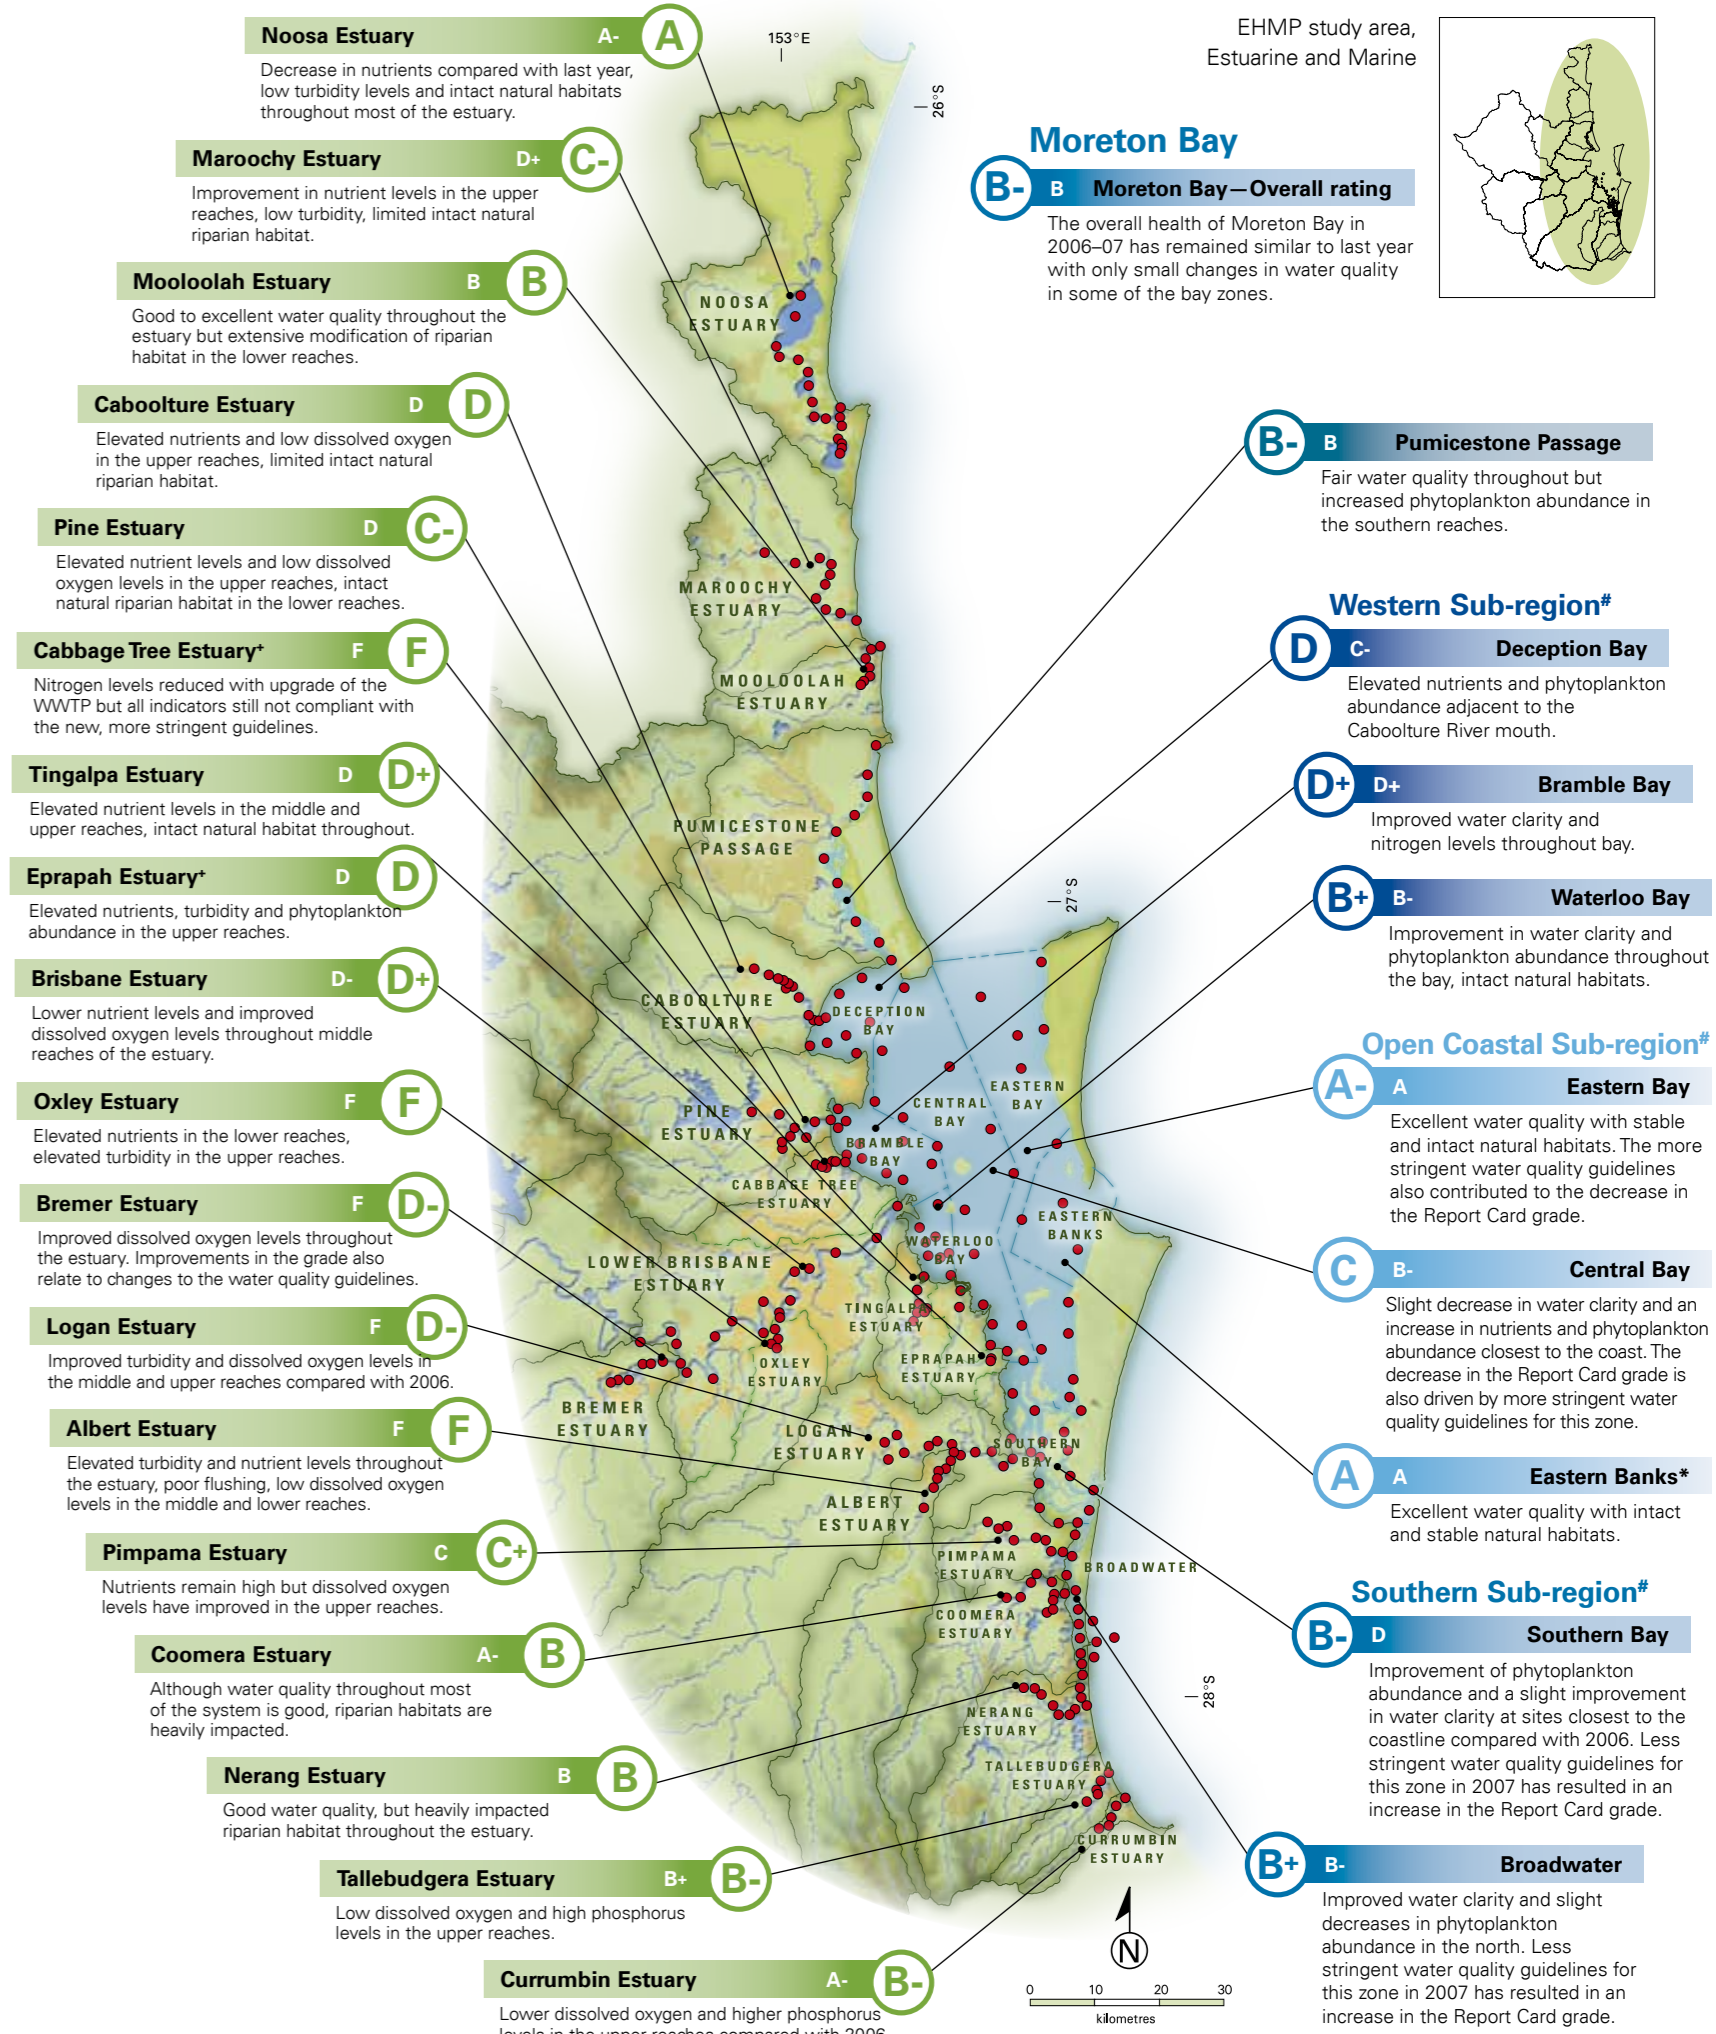 Noosa Estuary A- A
Decrease in nutrients compared with last year,
low turbidity levels and intact natural habitats
throughout most of the estuary.
Maroochy Estuary D+ C-
Improvement in nutrient levels in the upper
reaches, low turbidity, limited intact natural
riparian habitat.
Mooloolah Estuary B B
Good to excellent water quality throughout the
estuary but extensive modification of riparian
habitat in the lower reaches.
Caboolture Estuary D D
Elevated nutrients and low dissolved oxygen
in the upper reaches, limited intact natural
riparian habitat.
Pine Estuary D C-
Elevated nutrient levels and low dissolved
oxygen levels in the upper reaches, intact
natural riparian habitat in the lower reaches.
Cabbage Tree Estuary+ F F
Nitrogen levels reduced with upgrade of the
WWTP but all indicators still not compliant with
the new, more stringent guidelines.
Tingalpa Estuary D D+
Elevated nutrient levels in the middle and
upper reaches, intact natural habitat throughout.
Eprapah Estuary+ D D
Elevated nutrients, turbidity and phytoplankton
abundance in the upper reaches.
Brisbane Estuary D- D+
Lower nutrient levels and improved
dissolved oxygen levels throughout middle
reaches of the estuary.
Oxley Estuary F F
Elevated nutrients in the lower reaches,
elevated turbidity in the upper reaches.
Bremer Estuary F D-
Improved dissolved oxygen levels throughout
the estuary. Improvements in the grade also
relate to changes to the water quality guidelines.
Logan Estuary F D-
Improved turbidity and dissolved oxygen levels in
the middle and upper reaches compared with 2006.
Albert Estuary F F
Elevated turbidity and nutrient levels throughout
the estuary, poor flushing, low dissolved oxygen
levels in the middle and lower reaches.
Pimpama Estuary C C+
Nutrients remain high but dissolved oxygen
levels have improved in the upper reaches.
Coomera Estuary A- B
Although water quality throughout most
of the system is good, riparian habitats are
heavily impacted.
Nerang Estuary B B
Good water quality, but heavily impacted
riparian habitat throughout the estuary.
Tallebudgera Estuary B+ B-
Low dissolved oxygen and high phosphorus
levels in the upper reaches.
Currumbin Estuary A- B-
Lower dissolved oxygen and higher phosphorus
levels in the upper reaches compared with 2006
153°E
26°S
27°S
28°S
NOOSA
ESTUARY
MAROOCHY
ESTUARY
MOOLOOLAH
ESTUARY
PUMICESTONE
PASSAGE
CABOOLTURE
ESTUARY
DECEPTION
BAY
PINE
ESTUARY
CENTRAL
BAY
EASTERN
BAY
BRAMBLE
BAY
CABBAGE TREE
ESTUARY
EASTERN
BANKS
WATERLOO
BAY
LOWER BRISBANE
ESTUARY
TINGALPA
ESTUARY
OXLEY
ESTUARY
EPRAPAH
ESTUARY
BREMER
ESTUARY
LOGAN
ESTUARY
SOUTHERN
BAY
ALBERT
ESTUARY
PIMPAMA
ESTUARY
BROADWATER
COOMERA
ESTUARY
NERANG
ESTUARY
TALLEBUDGERA
ESTUARY
CURRUMBIN
ESTUARY
N
0 10 20 30
kilometres
EHMP study area,
Estuarine and Marine
Moreton Bay
B- B Moreton Bay—Overall rating
The overall health of Moreton Bay in
2006–07 has remained similar to last year
with only small changes in water quality
in some of the bay zones.
B- B Pumicestone Passage
Fair water quality throughout but
increased phytoplankton abundance in
the southern reaches.
Western Sub-region#
D C- Deception Bay
Elevated nutrients and phytoplankton
abundance adjacent to the
Caboolture River mouth.
D+ D+ Bramble Bay
Improved water clarity and
nitrogen levels throughout bay.
B+ B- Waterloo Bay
Improvement in water clarity and
phytoplankton abundance throughout
the bay, intact natural habitats.
Open Coastal Sub-region#
A- A Eastern Bay
Excellent water quality with stable
and intact natural habitats. The more
stringent water quality guidelines
also contributed to the decrease in
the Report Card grade.
C B- Central Bay
Slight decrease in water clarity and an
increase in nutrients and phytoplankton
abundance closest to the coast. The
decrease in the Report Card grade is
also driven by more stringent water
quality guidelines for this zone.
A A Eastern Banks*
Excellent water quality with intact
and stable natural habitats.
Southern Sub-region#
B- D Southern Bay
Improvement of phytoplankton
abundance and a slight improvement
in water clarity at sites closest to the
coastline compared with 2006. Less
stringent water quality guidelines for
this zone in 2007 has resulted in an
increase in the Report Card grade.
B+ B- Broadwater
Improved water clarity and slight
decreases in phytoplankton
abundance in the north. Less
stringent water quality guidelines for
this zone in 2007 has resulted in an
increase in the Report Card grade.